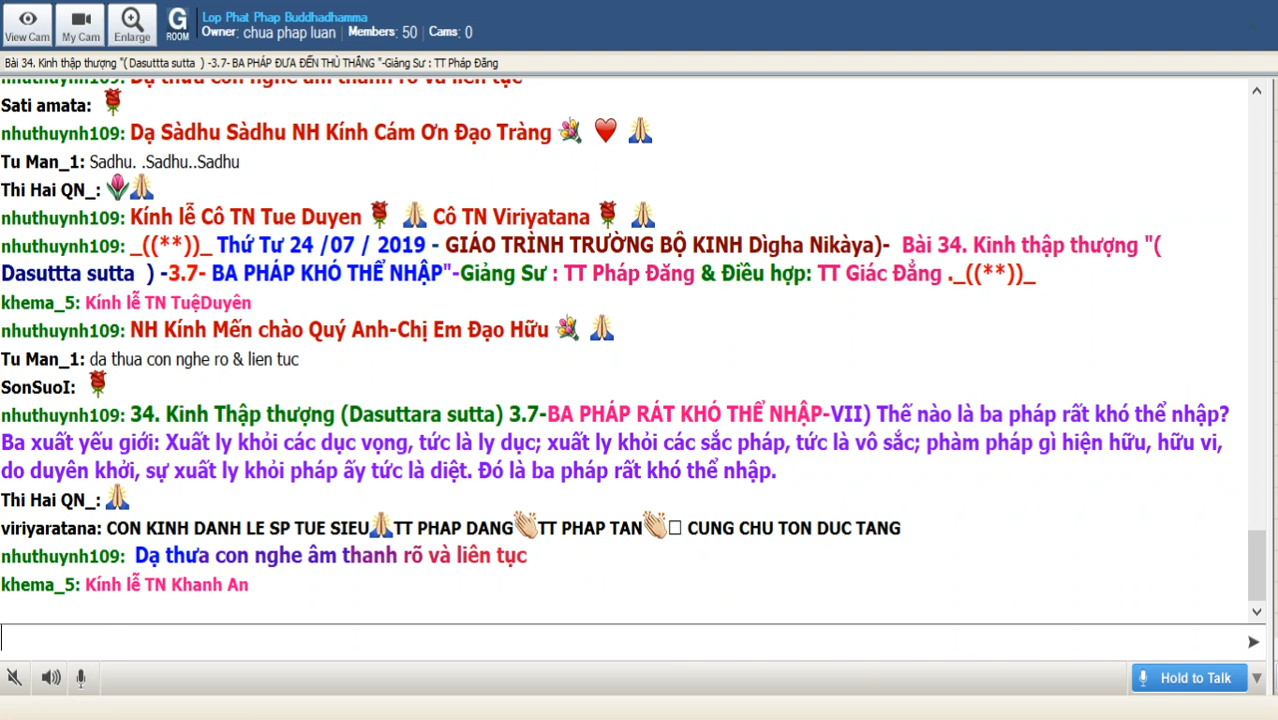 Lop Phat Phap Buddhadhamma
View Cam My Cam Enlarge G ROOM Owner: chua phap luan | Members: 50 | Cams: 0
Bài 34. Kinh thập thượng "( Dasuttta sutta ) -3.7- BA PHÁP ĐƯA ĐẾN THÙ THẮNG "-Giảng Sư : TT Pháp Đăng
nhuthuynh109: Dạ thưa con nghe âm thanh rõ và liên tục
Sati amata:
nhuthuynh109: Dạ Sàdhu Sàdhu NH Kính Cám Ơn Đạo Tràng
Tu Man_1: Sadhu. .Sadhu..Sadhu
Thi Hai QN_:
nhuthuynh109: Kính lễ Cô TN Tue Duyen Cô TN Viriyatana
nhuthuynh109: _((**))_ Thứ Tư 24 /07 / 2019 - GIÁO TRÌNH TRƯỜNG BỘ KINH Dìgha Nikàya)- Bài 34. Kinh thập thượng "(
Dasuttta sutta ) -3.7- BA PHÁP KHÓ THỂ NHẬP"-Giảng Sư : TT Pháp Đăng & Điều hợp: TT Giác Đẳng ._((**))_
khema_5: Kính lễ TN TuệDuyên
nhuthuynh109: NH Kính Mến chào Quý Anh-Chị Em Đạo Hữu
Tu Man_1: da thua con nghe ro & lien tuc
SonSuoI:
nhuthuynh109: 34. Kinh Thập thượng (Dasuttara sutta) 3.7-BA PHÁP RÁT KHÓ THỂ NHẬP-VII) Thế nào là ba pháp rất khó thể nhập?
Ba xuất yếu giới: Xuất ly khỏi các dục vọng, tức là ly dục; xuất ly khỏi các sắc pháp, tức là vô sắc; phàm pháp gì hiện hữu, hữu vi,
do duyên khởi, sự xuất ly khỏi pháp ấy tức là diệt. Đó là ba pháp rất khó thể nhập.
Thi Hai QN_:
viriyaratana: CON KINH DANH LE SP TUE SIEU TT PHAP DANG TT PHAP TAN CUNG CHU TON DUC TANG
nhuthuynh109: Dạ thưa con nghe âm thanh rõ và liên tục
khema_5: Kính lễ TN Khanh An
Hold to Talk